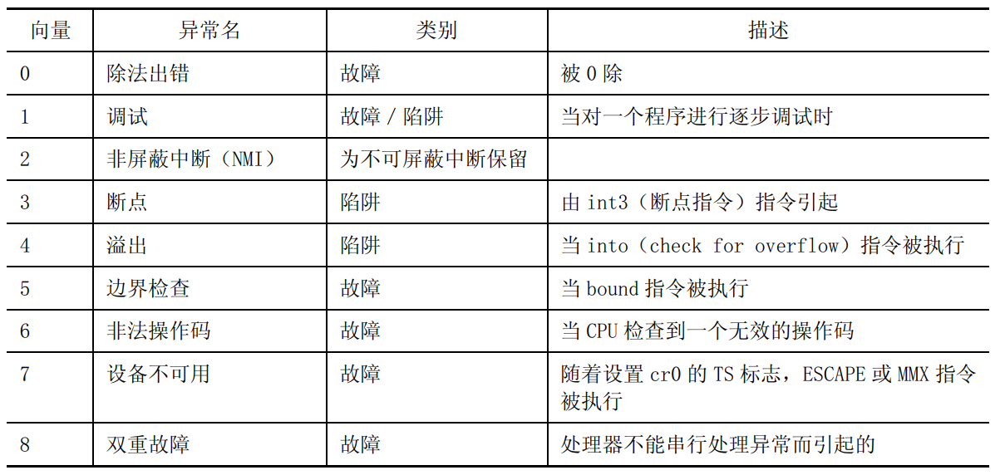 向量 异常名 类别 描述
0 除法出错 故障 被 0 除
1 调试 故障 / 陷阱 当对一个程序进行逐步调试时
2 非屏蔽中断（NMI） 为不可屏蔽中断保留
3 断点 陷阱 由 int3（断点指令）指令引起
4 溢出 陷阱 当 into（check for overflow）指令被执行
5 边界检查 故障 当 bound 指令被执行
6 非法操作码 故障 当 CPU 检查到一个无效的操作码
7 设备不可用 故障 随着设置 cr0 的 TS 标志，ESCAPE 或 MMX 指令
被执行
8 双重故障 故障 处理器不能串行处理异常而引起的